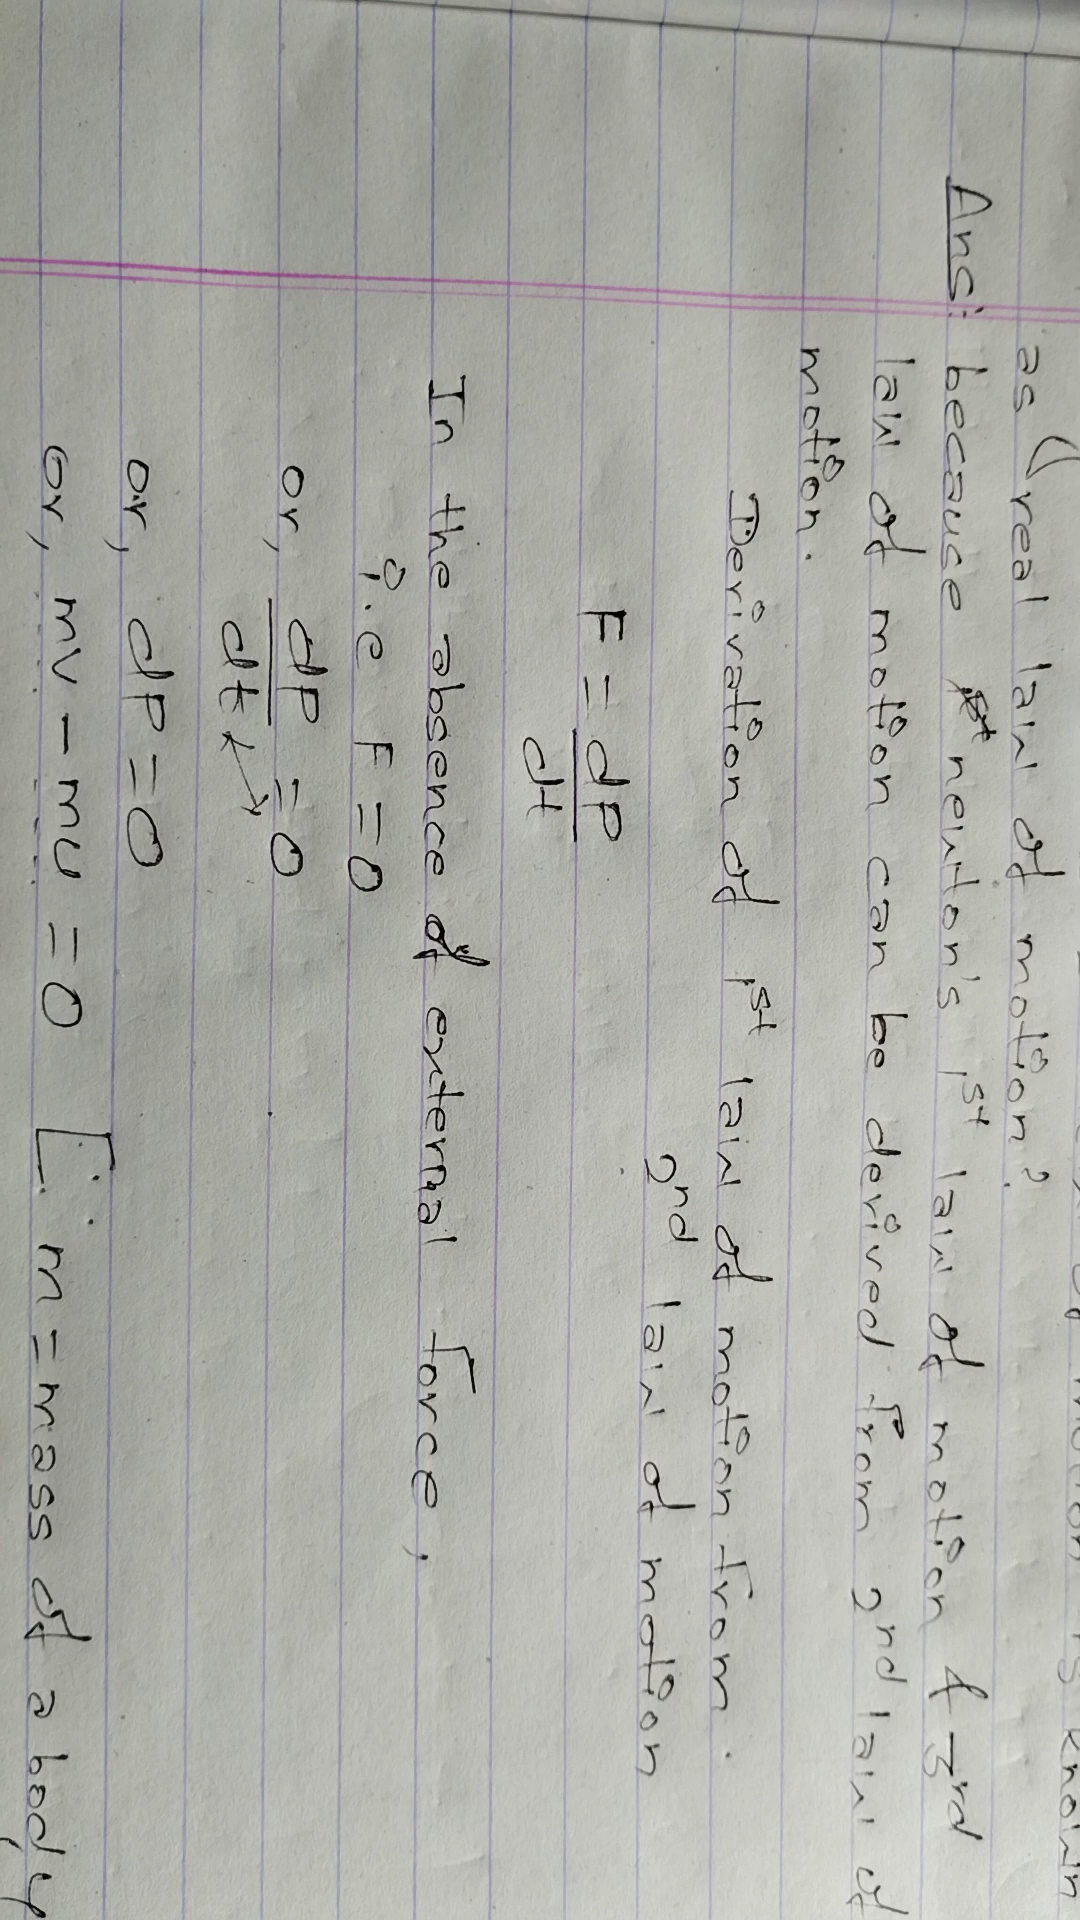 motion is known
as (real law of motion?
Ans: because newton's 1st law of motion & 3rd
law of motion can be derived from 2nd law of
motion.
Derivation of 1st law of motion from.
2nd law of motion
F = dP/dt
In the absence of external force,
i.e F = 0
or, dP/dt = 0
or, dP = 0
or, mv - mu = 0 [∵ m = mass of a body